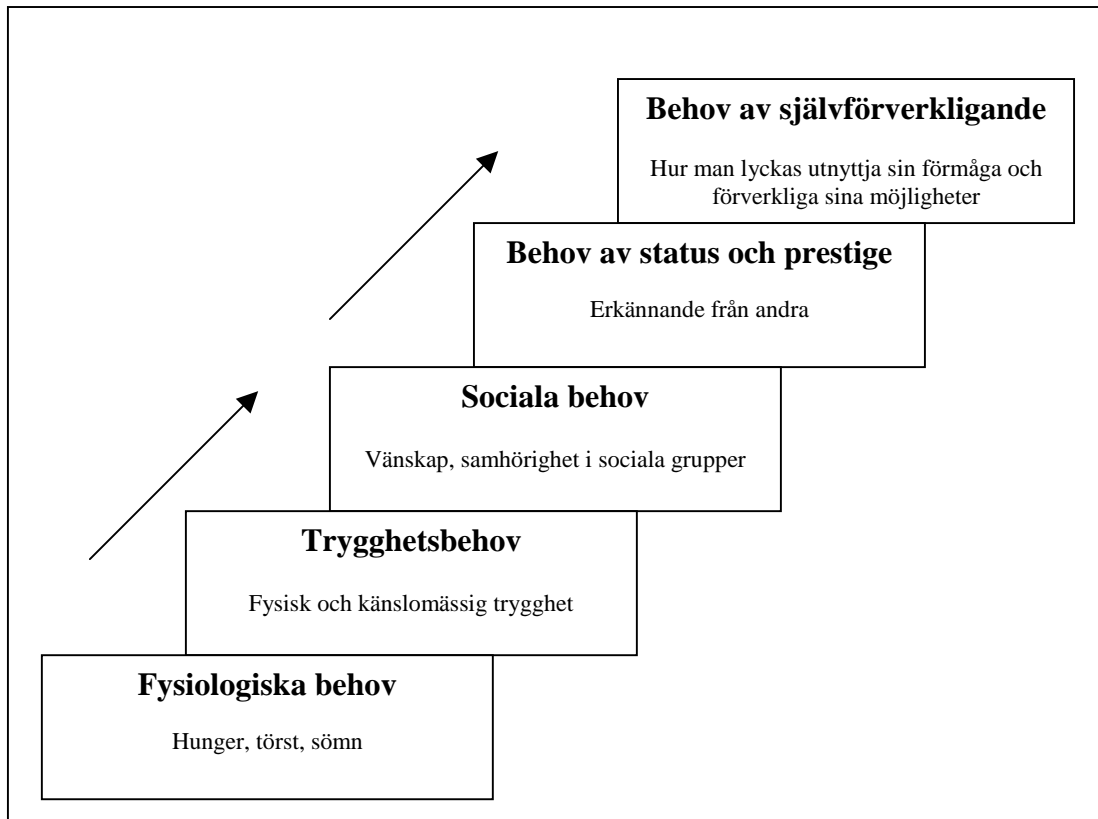 Behov av självförverkligande
Hur man lyckas utnyttja sin förmåga och
förverkliga sina möjligheter
Behov av status och prestige
Erkännande från andra
Sociala behov
Vänskap, samhörighet i sociala grupper
Trygghetsbehov
Fysisk och känslomässig trygghet
Fysiologiska behov
Hunger, törst, sömn